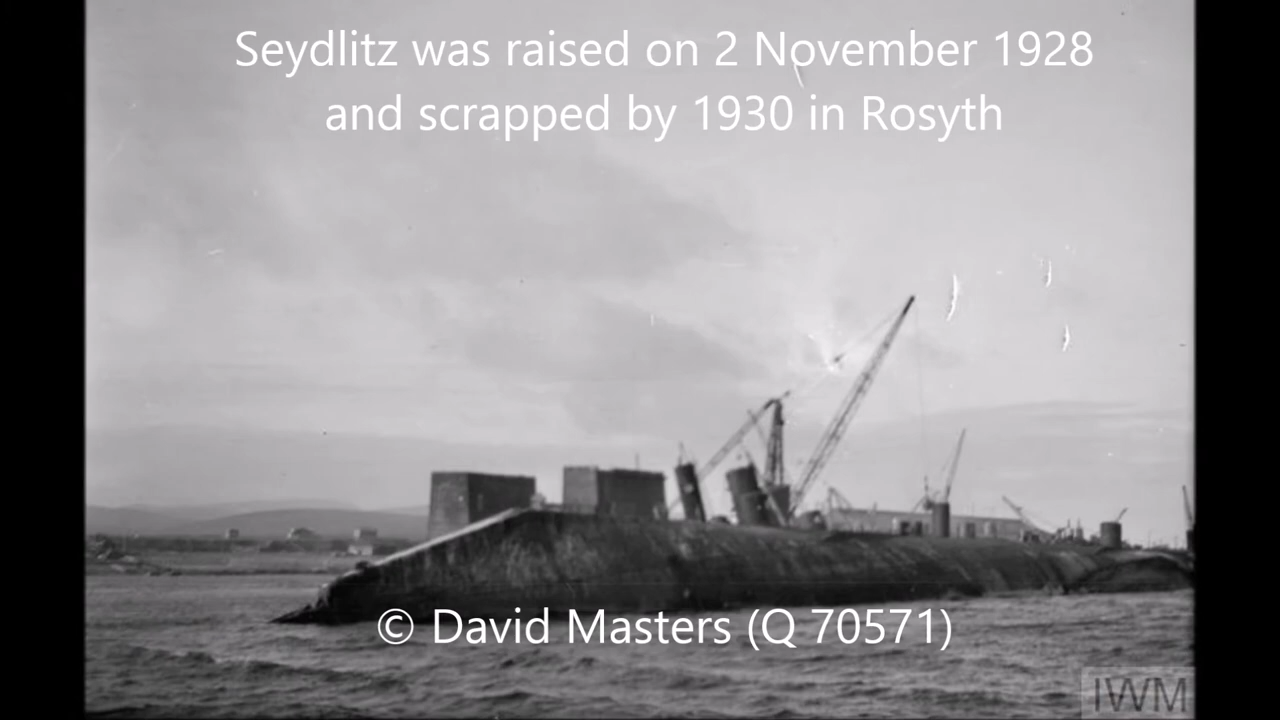 Seydlitz was raised on 2 November 1928
and scrapped by 1930 in Rosyth
© David Masters (Q 70571)
IWM